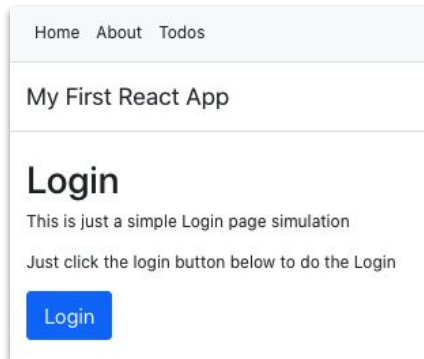 Home About Todos
My First React App
Login
This is just a simple Login page simulation
Just click the login button below to do the Login
Login